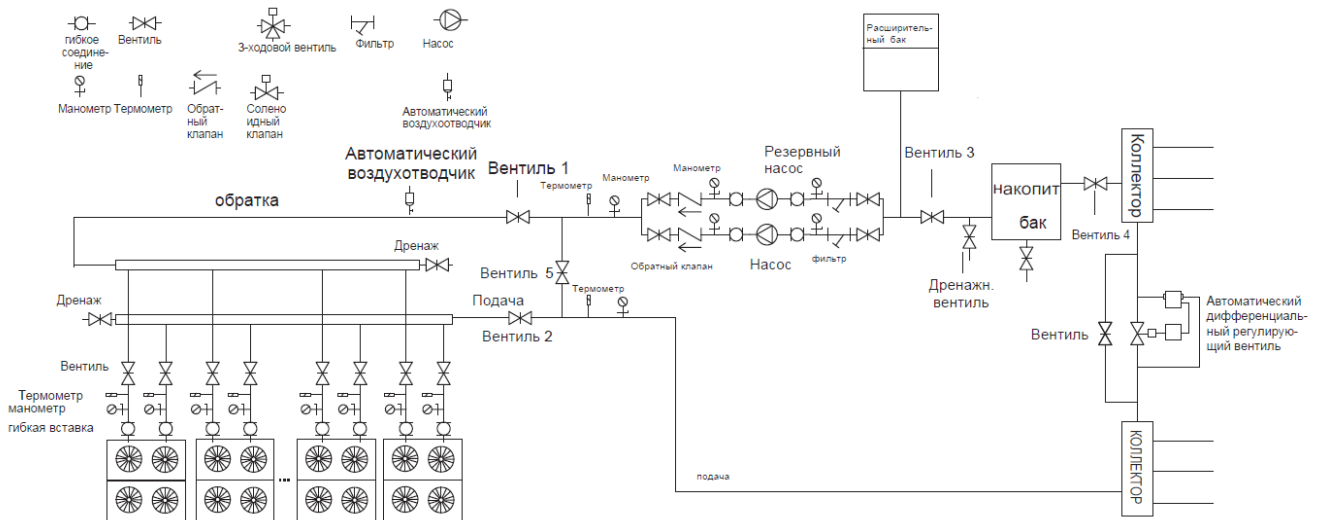 гибкое
соедине-
ние
Вентиль
3-ходовой вентиль
Фильтр
Насос
Манометр
Термометр
Обрат-
ный
клапан
Солено
идный
клапан
Автоматический
воздухоотводчик
Расширитель-
ный бак
Автоматический
воздухотводчик
Вентиль 1
Термометр
Манометр
Манометр
Резервный
насос
Вентиль 3
накопит
бак
Коллектор
обратка
Вентиль 4
Дренаж
Вентиль 5
Обратный клапан
Насос
фильтр
Дренажн.
вентиль
Дренаж
Подача
Термометр
Вентиль 2
Вентиль
Автоматический
дифференциаль-
ный регулирую-
щий вентиль
Вентиль
Термометр
манометр
гибкая вставка
...
подача
КОЛЛЕКТОР